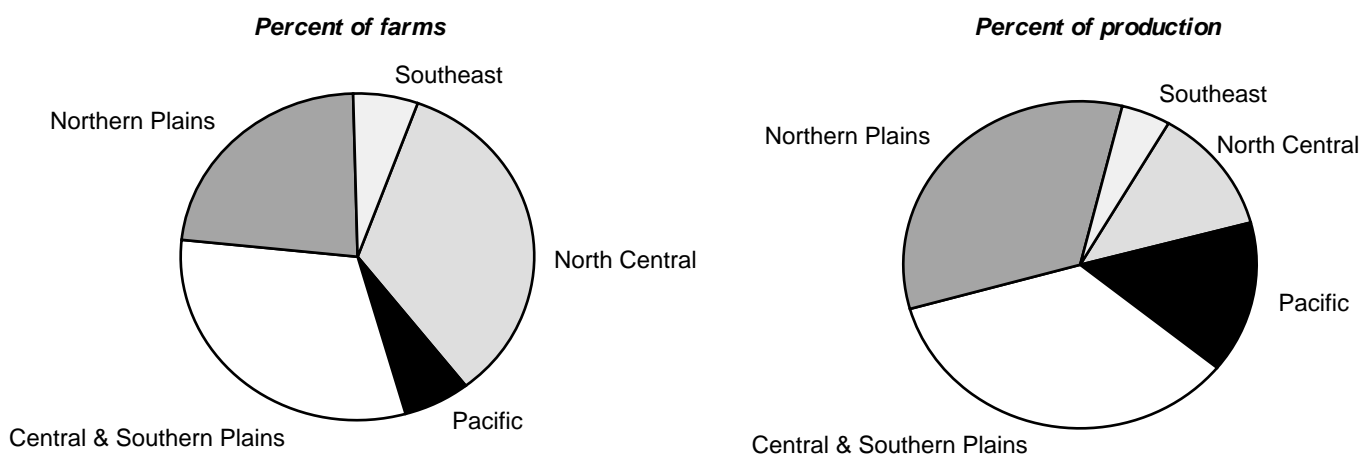 Percent of farms
Southeast
Northern Plains
North Central
Pacific
Central & Southern Plains
Percent of production
Southeast
Northern Plains
North Central
Pacific
Central & Southern Plains